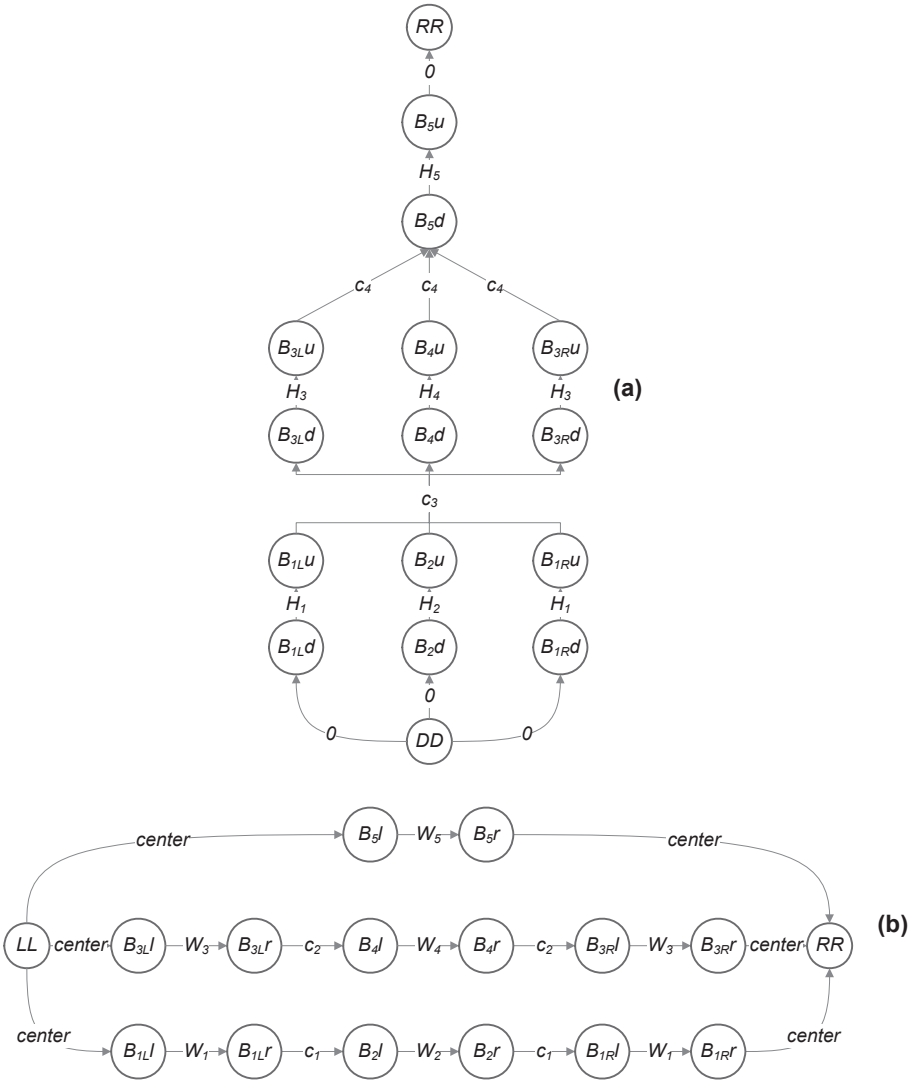 RR
0
B5u
H5
B5d
c4 c4 c4
B3Lu B4u B3Ru
H3 H4 H3
(a)
B3Ld B4d B3Rd
c3
B1Lu B2u B1Ru
H1 H2 H1
B1Ld B2d B1Rd
0
0 DD 0
center B5l W5 B5r center
(b)
LL center B3Ll W3 B3Lr c2 B4l W4 B4r c2 B3Rl W3 B3Rr center RR
center B1Ll W1 B1Lr c1 B2l W2 B2r c1 B1Rl W1 B1Rr center